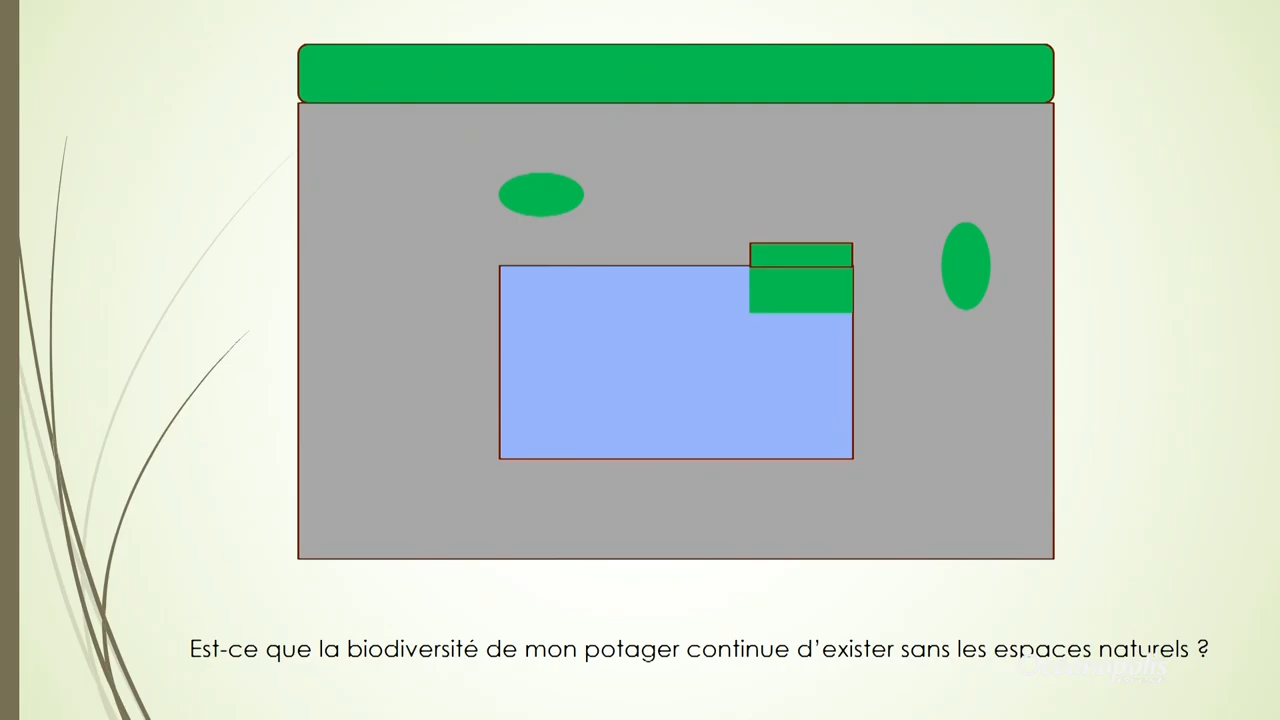 Est-ce que la biodiversité de mon potager continue d'exister sans les espaces naturels ?